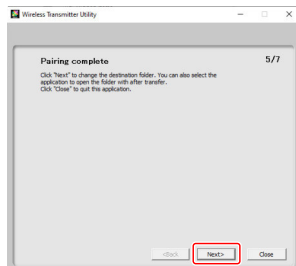 Wireless Transmitter Utility
Pairing complete
5/7
Click "Next" to change the destination folder. You can also select the
application to open the folder with after transfer.
Click "Close" to quit this application.
<Back
Next>
Close